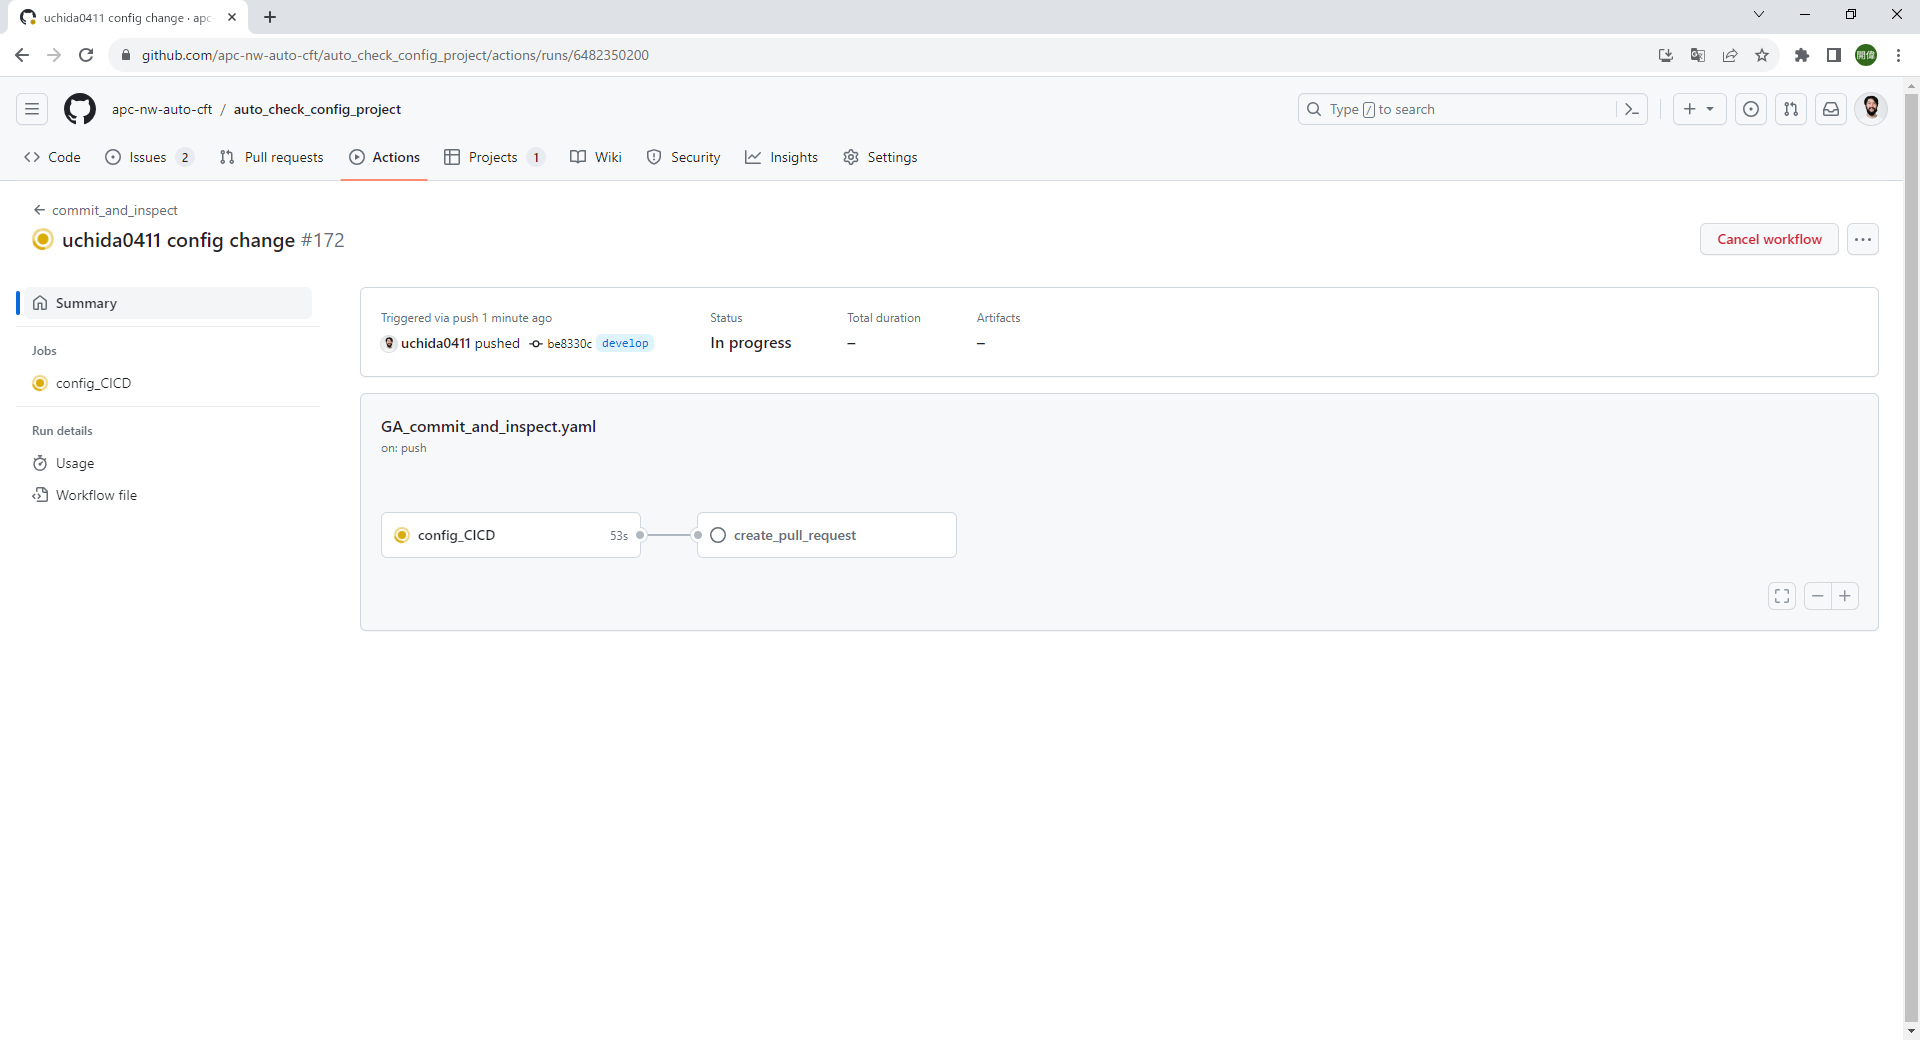 uchida0411 config change · apc
github.com/apc-nw-auto-cft/auto_check_config_project/actions/runs/6482350200
開偉
apc-nw-auto-cft / auto_check_config_project
Type / to search
Code
Issues 2
Pull requests
Actions
Projects 1
Wiki
Security
Insights
Settings
commit_and_inspect
uchida0411 config change #172
Cancel workflow
Summary
Jobs
config_CICD
Run details
Usage
Workflow file
Triggered via push 1 minute ago
uchida0411 pushed be8330c develop
Status
In progress
Total duration
–
Artifacts
–
GA_commit_and_inspect.yaml
on: push
config_CICD 53s
create_pull_request